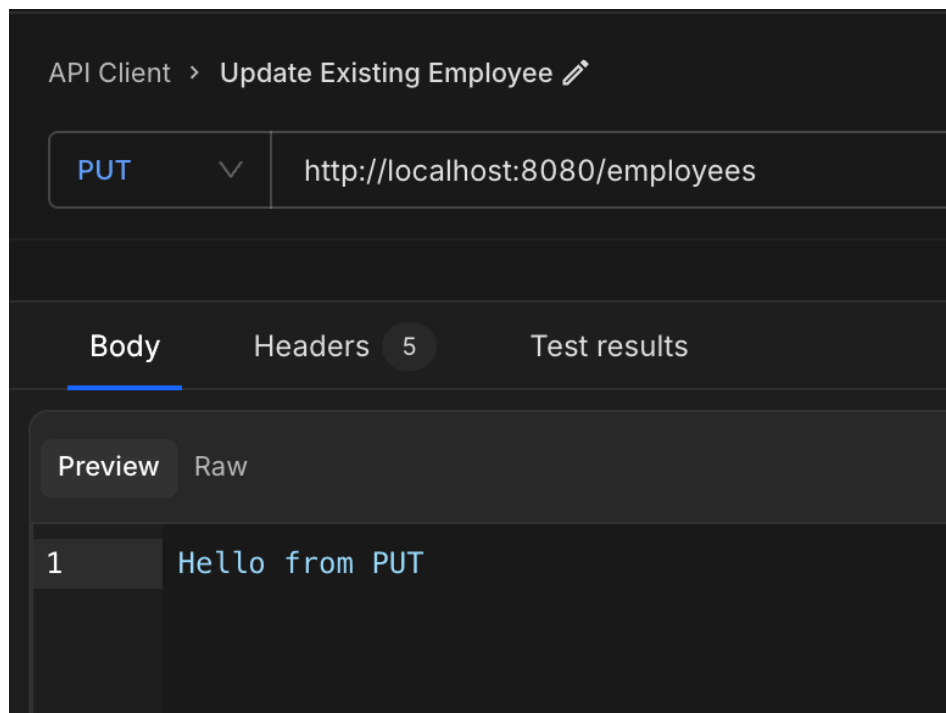 API Client > Update Existing Employee
PUT http://localhost:8080/employees
Body Headers 5 Test results
Preview Raw
1 Hello from PUT